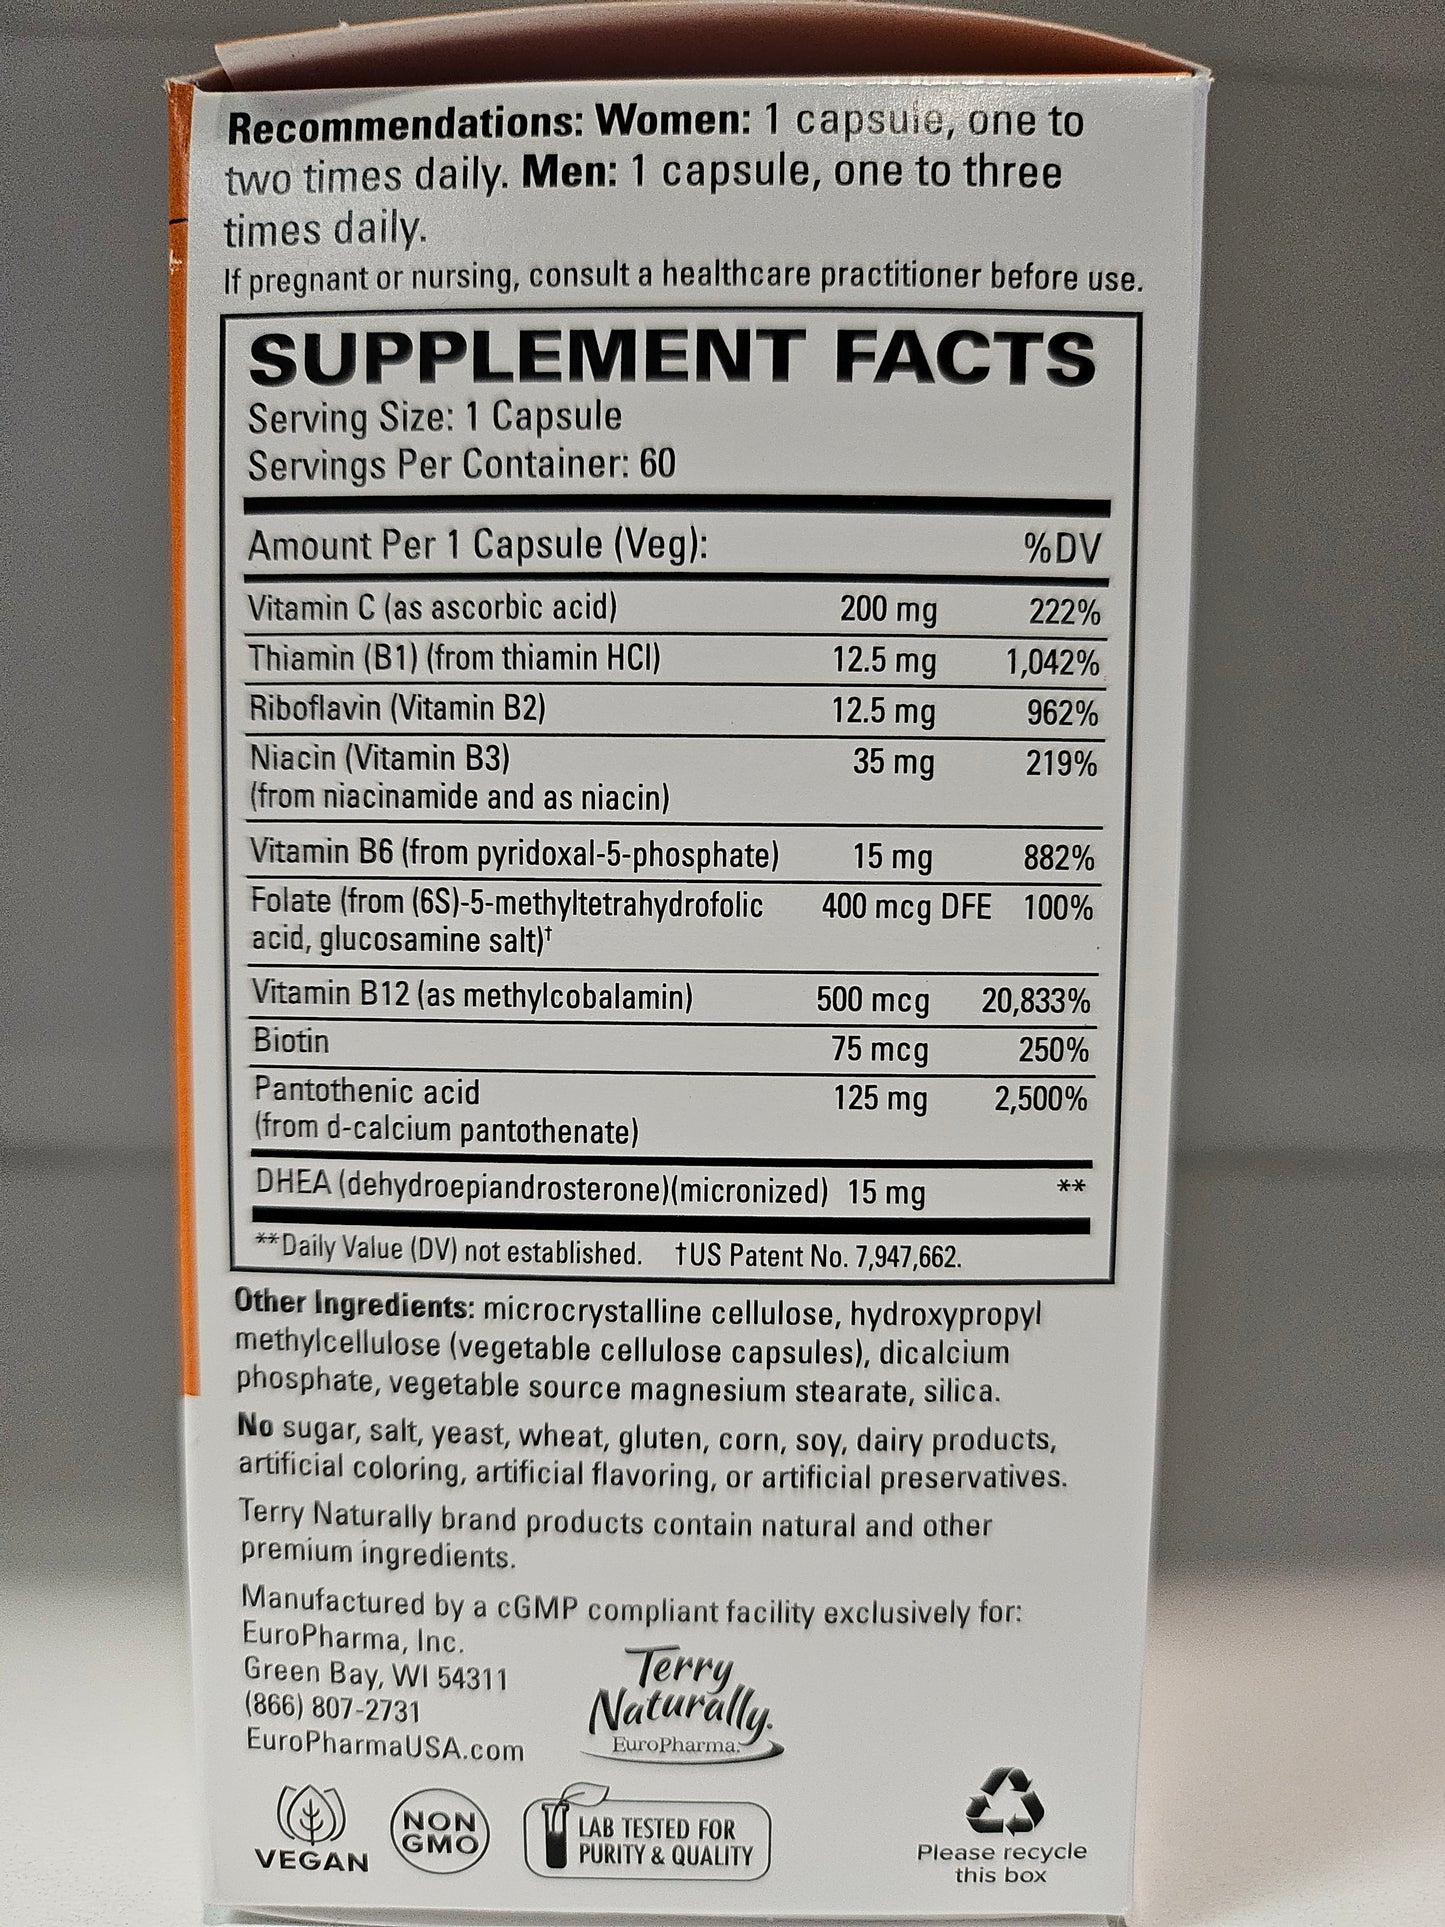 Recommendations: Women: 1 capsule, one to
two times daily. Men: 1 capsule, one to three
times daily.
If pregnant or nursing, consult a healthcare practitioner before use.
SUPPLEMENT FACTS
Serving Size: 1 Capsule
Servings Per Container: 60
Amount Per 1 Capsule (Veg): %DV
Vitamin C (as ascorbic acid) 200 mg 222%
Thiamin (B1) (from thiamin HCl) 12.5 mg 1,042%
Riboflavin (Vitamin B2) 12.5 mg 962%
Niacin (Vitamin B3) 35 mg 219%
(from niacinamide and as niacin)
Vitamin B6 (from pyridoxal-5-phosphate) 15 mg 882%
Folate (from (6S)-5-methyltetrahydrofolic 400 mcg DFE 100%
acid, glucosamine salt)†
Vitamin B12 (as methylcobalamin) 500 mcg 20,833%
Biotin 75 mcg 250%
Pantothenic acid 125 mg 2,500%
(from d-calcium pantothenate)
DHEA (dehydroepiandrosterone)(micronized) 15 mg **
**Daily Value (DV) not established. †US Patent No. 7,947,662.
Other Ingredients: microcrystalline cellulose, hydroxypropyl
methylcellulose (vegetable cellulose capsules), dicalcium
phosphate, vegetable source magnesium stearate, silica.
No sugar, salt, yeast, wheat, gluten, corn, soy, dairy products,
artificial coloring, artificial flavoring, or artificial preservatives.
Terry Naturally brand products contain natural and other
premium ingredients.
Manufactured by a cGMP compliant facility exclusively for:
EuroPharma, Inc.
Green Bay, WI 54311
(866) 807-2731
EuroPharmaUSA.com
Terry
Naturally.
EuroPharma.
VEGAN
NON
GMO
LAB TESTED FOR
PURITY & QUALITY
Please recycle
this box